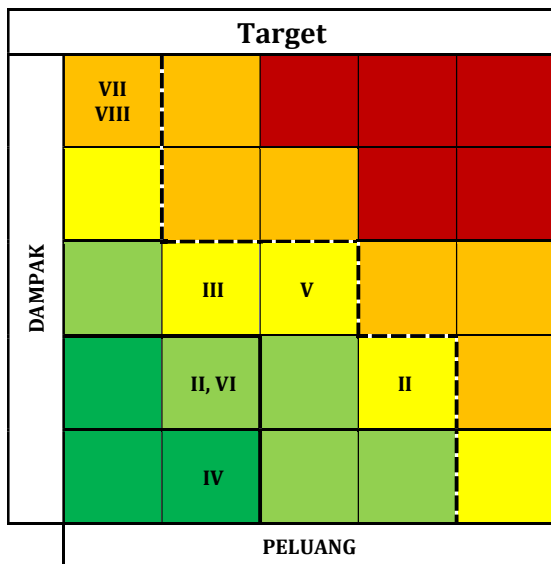 Target
VII
VIII
DAMPAK
III V
II, VI II
IV
PELUANG